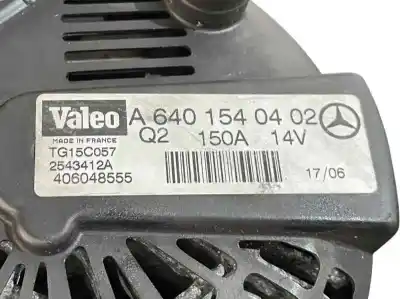 Valeo A 640 154 04 02
MADE IN FRANCE Q2 150A 14V
TG15C057
2543412A
406048555 17/06